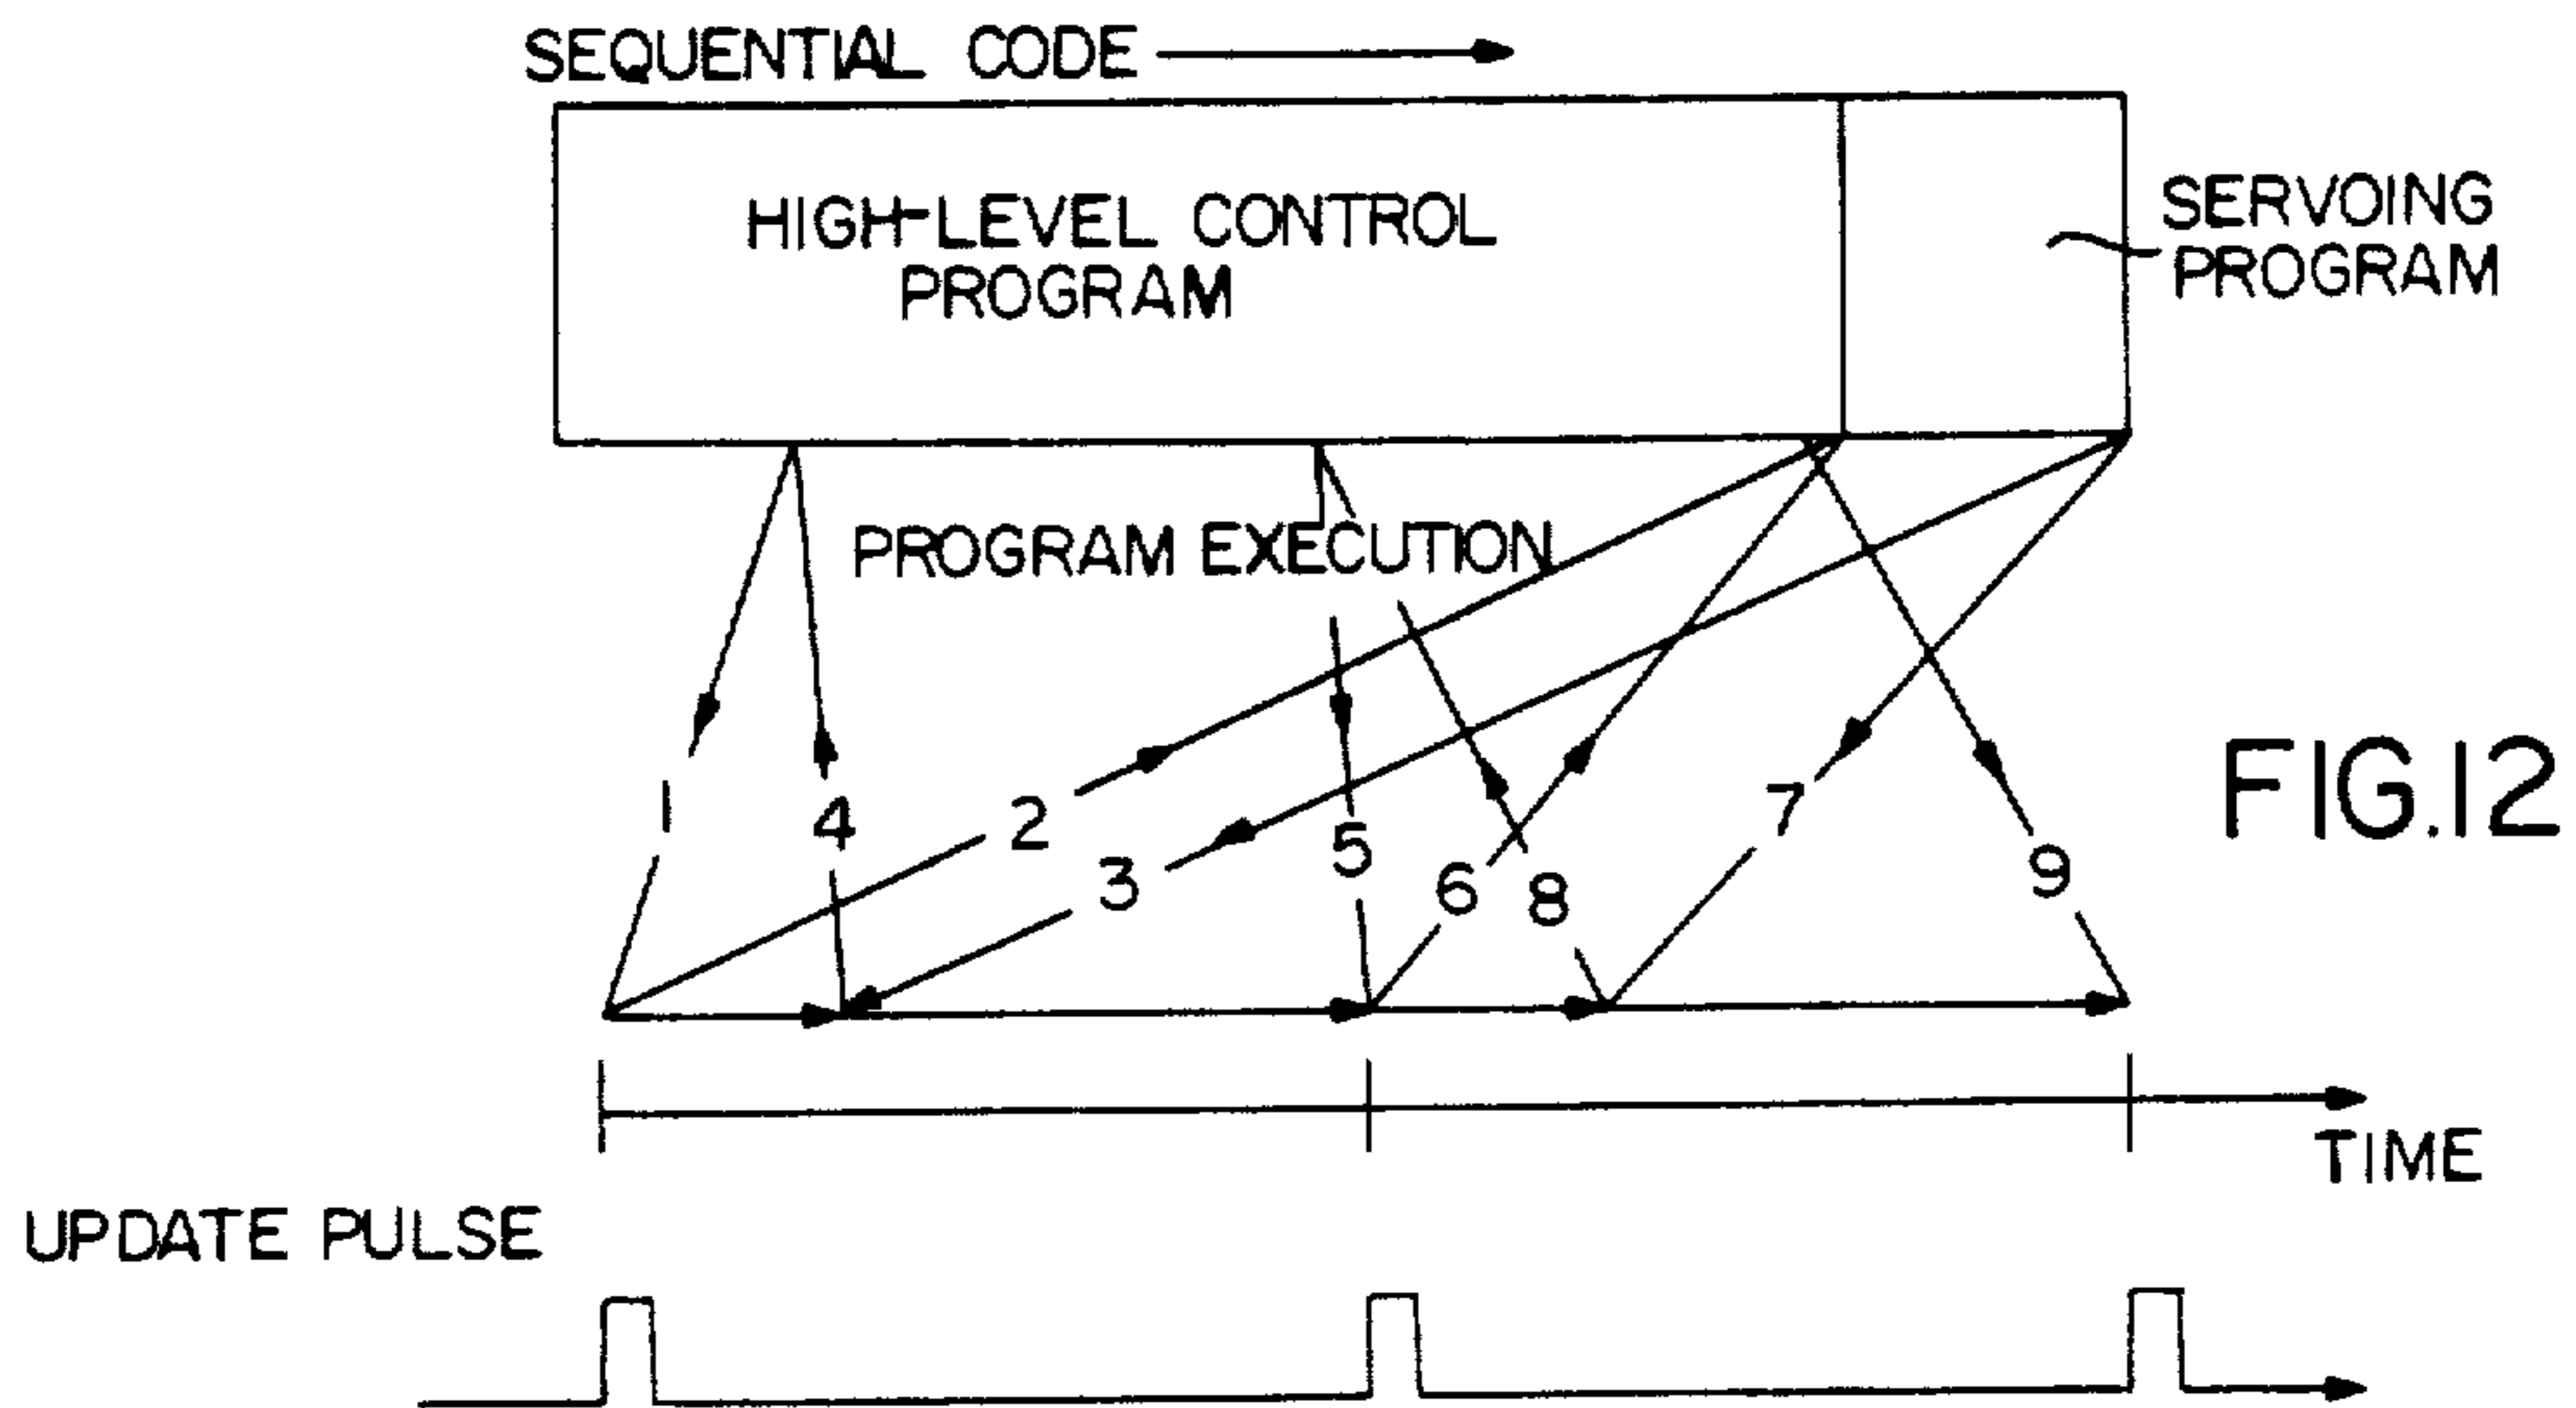 SEQUENTIAL CODE
HIGH-LEVEL CONTROL
PROGRAM
SERVOING
PROGRAM
PROGRAM EXECUTION
1
4
2
3
5
6
8
7
9
FIG.12
TIME
UPDATE PULSE